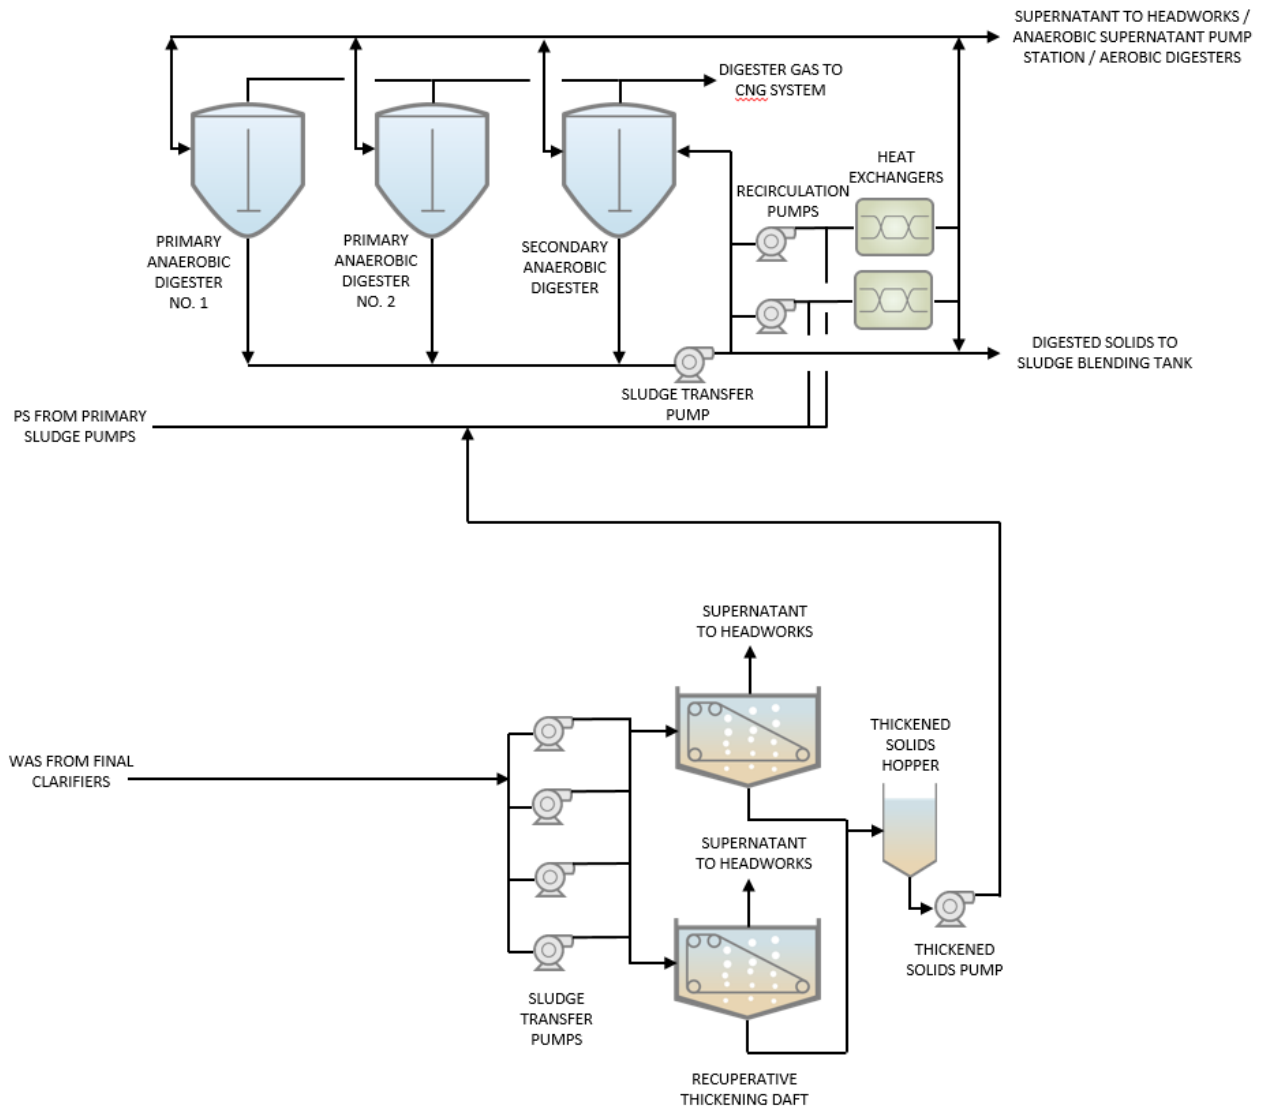 SUPERNATANT TO HEADWORKS /
ANAEROBIC SUPERNATANT PUMP
STATION / AEROBIC DIGESTERS
DIGESTER GAS TO
CNG SYSTEM
HEAT
EXCHANGERS
RECIRCULATION
PUMPS
PRIMARY
ANAEROBIC
DIGESTER
NO. 1
PRIMARY
ANAEROBIC
DIGESTER
NO. 2
SECONDARY
ANAEROBIC
DIGESTER
DIGESTED SOLIDS TO
SLUDGE BLENDING TANK
SLUDGE TRANSFER
PUMP
PS FROM PRIMARY
SLUDGE PUMPS
SUPERNATANT
TO HEADWORKS
THICKENED
SOLIDS
HOPPER
WAS FROM FINAL
CLARIFIERS
SUPERNATANT
TO HEADWORKS
THICKENED
SOLIDS PUMP
SLUDGE
TRANSFER
PUMPS
RECUPERATIVE
THICKENING DAFT